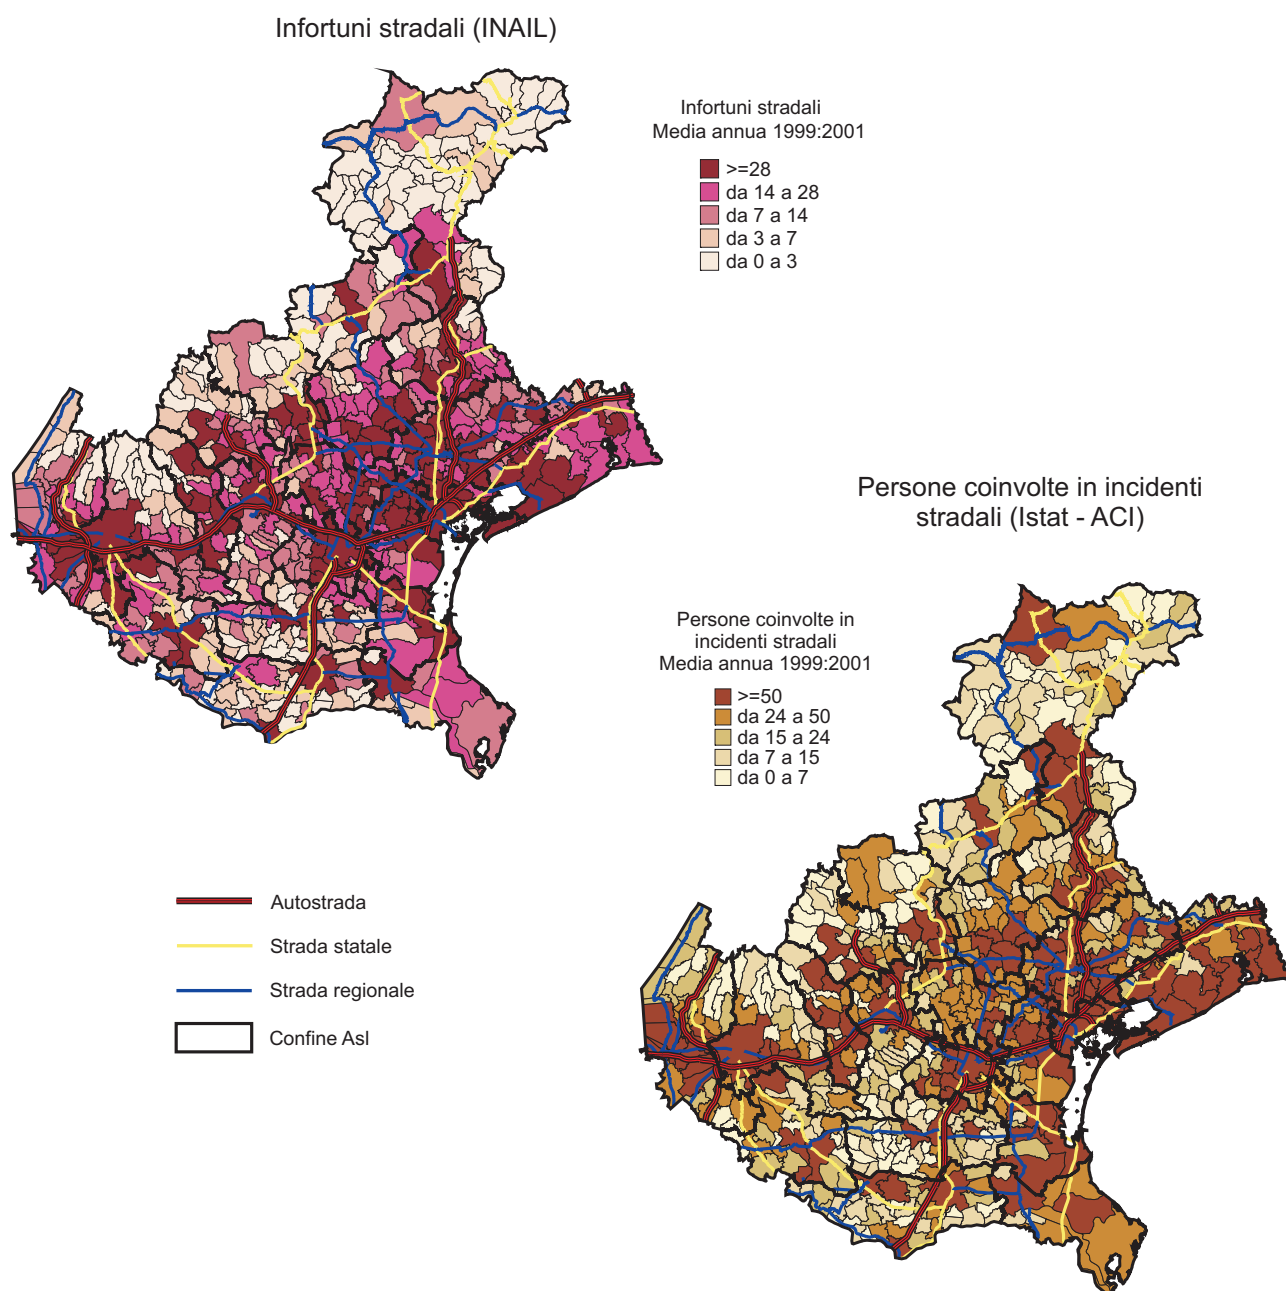 Infortuni stradali (INAIL)
Infortuni stradali
Media annua 1999:2001
>=28
da 14 a 28
da 7 a 14
da 3 a 7
da 0 a 3
Persone coinvolte in incidenti
stradali (Istat - ACI)
Persone coinvolte in
incidenti stradali
Media annua 1999:2001
>=50
da 24 a 50
da 15 a 24
da 7 a 15
da 0 a 7
Autostrada
Strada statale
Strada regionale
Confine Asl